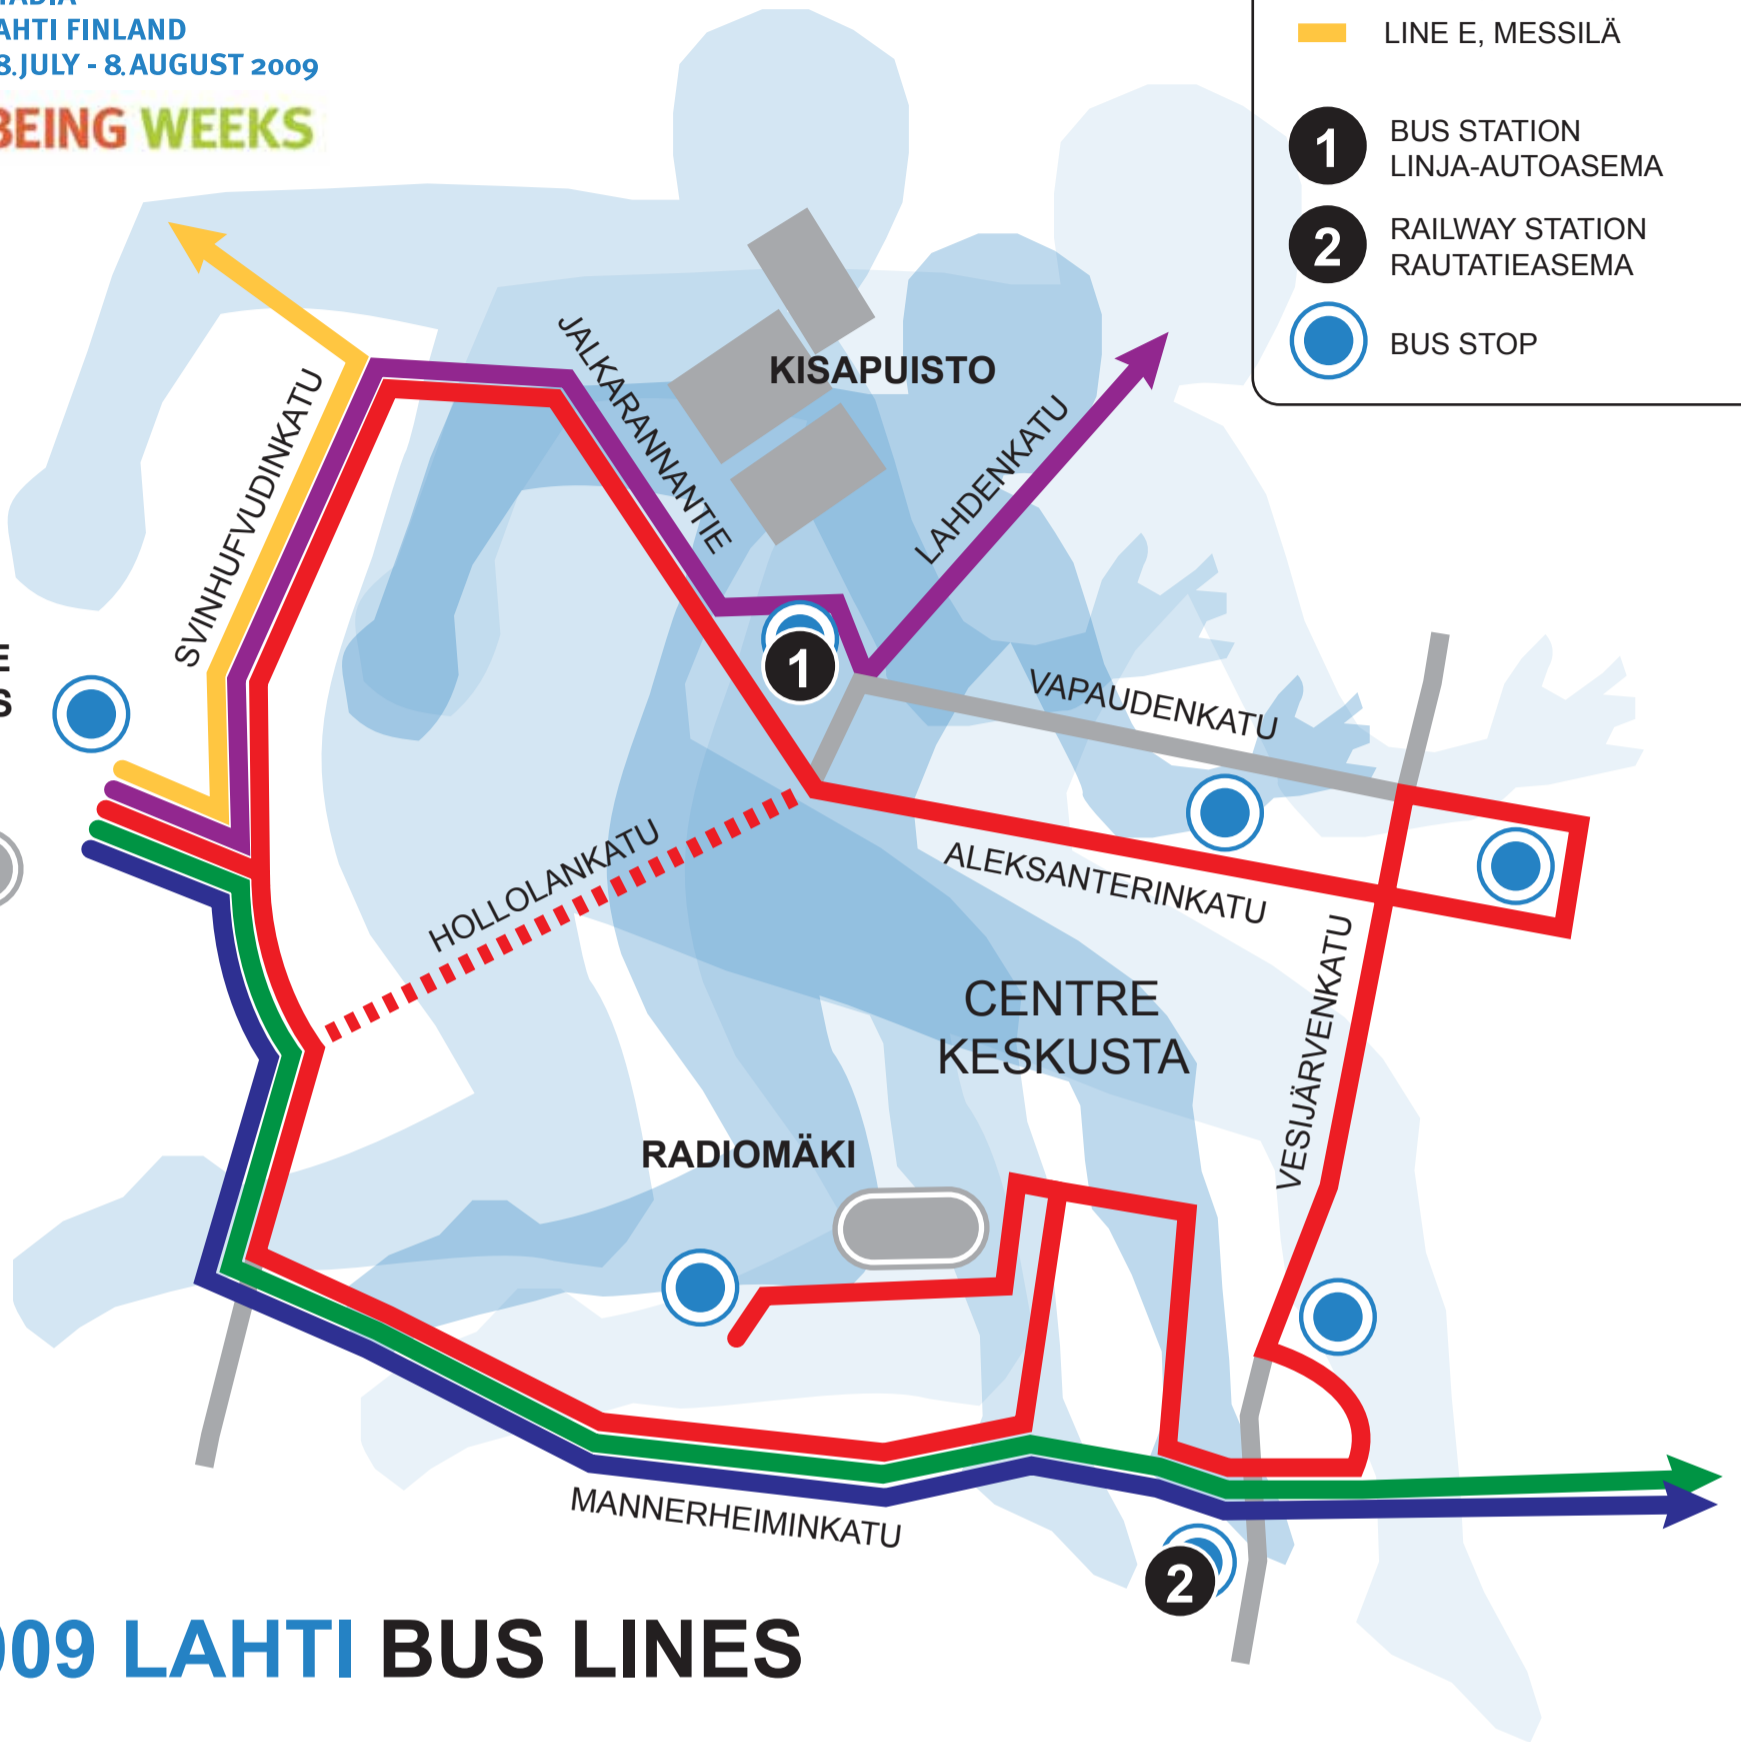 AHTI FINLAND
8.JULY - 8.AUGUST 2009
BEING WEEKS
LINE E, MESSILÄ
1 BUS STATION
LINJA-AUTOASEMA
2 RAILWAY STATION
RAUTATIEASEMA
BUS STOP
KISAPUISTO
JALKARANNANTIE
LAHDENKATU
SVINHUFVUDINKATU
E
S
1
VAPAUDENKATU
HOLLOLANKATU
ALEKSANTERINKATU
CENTRE
KESKUSTA
VESIJÄRVENKATU
RADIOMÄKI
MANNERHEIMINKATU
2
009 LAHTI BUS LINES